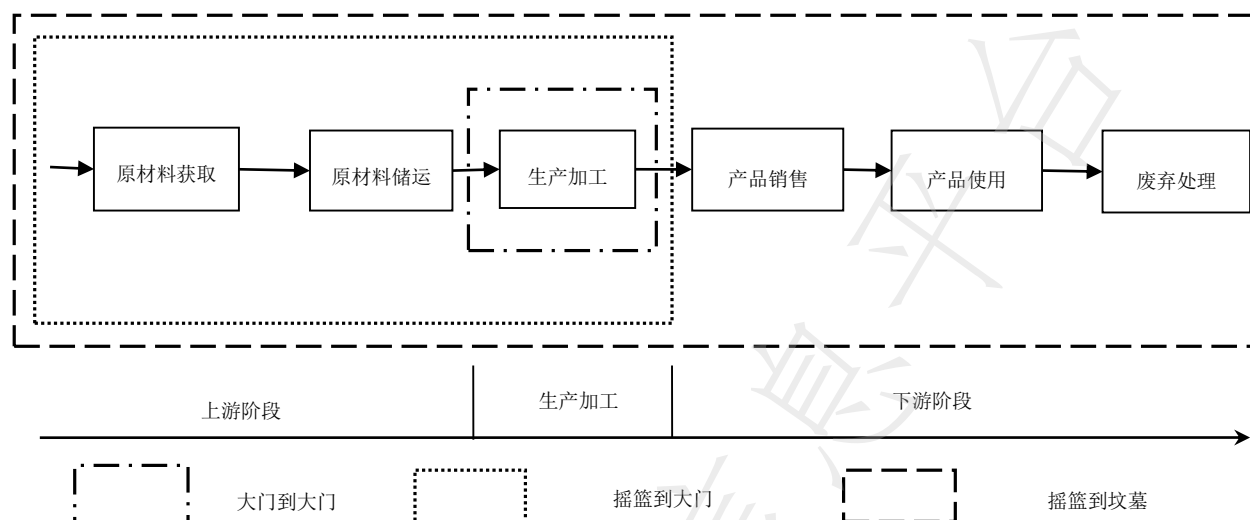 原材料获取 原材料储运 生产加工 产品销售 产品使用 废弃处理
上游阶段 生产加工 下游阶段
大门到大门 摇篮到大门 摇篮到坟墓